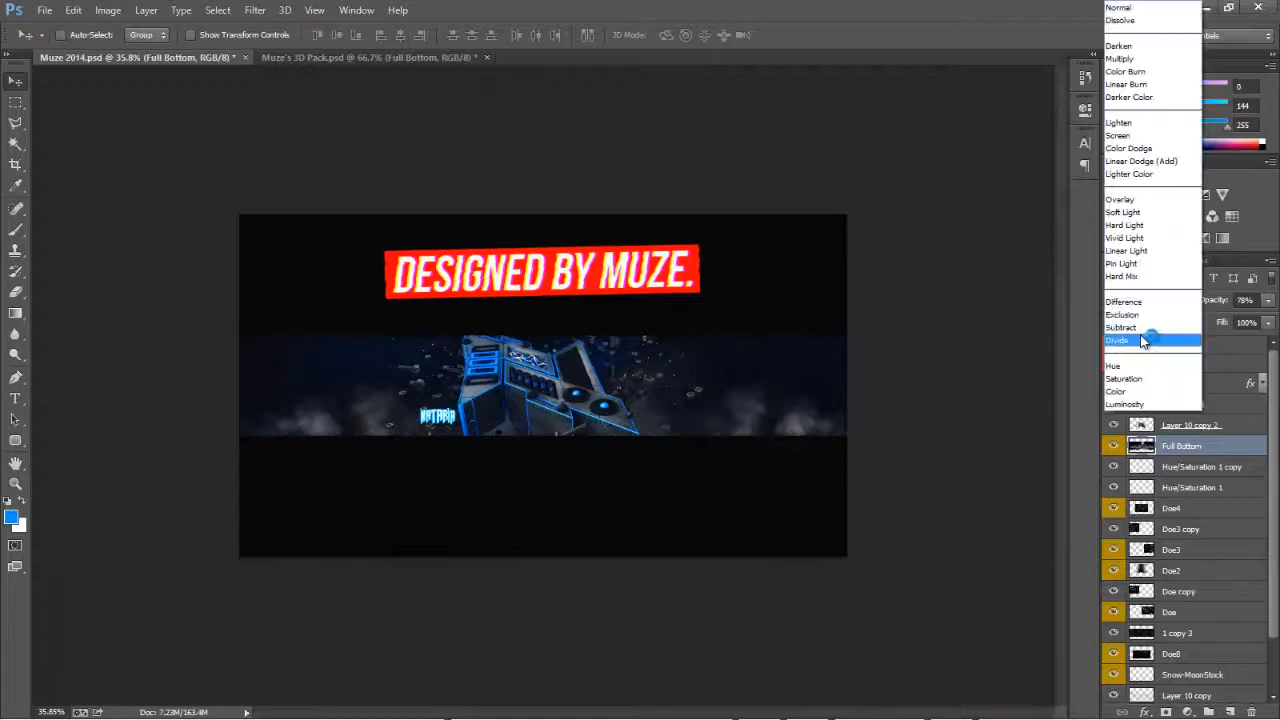 Ps File Edit Image Layer Type Select Filter 3D View Window Help
Auto-Select: Group Show Transform Controls 3D Mode:
Muze 2014.psd @ 35.8% (Full Bottom, RGB/8) * × Muze's 3D Pack.psd @ 66.7% (Full Bottom, RGB/8) * ×
Normal
Dissolve
Darken
Multiply
Color Burn
Linear Burn
Darker Color
Lighten
Screen
Color Dodge
Linear Dodge (Add)
Lighter Color
Overlay
Soft Light
Hard Light
Vivid Light
Linear Light
Pin Light
Hard Mix
Difference
Exclusion
Subtract
Divide
Hue
Saturation
Color
Luminosity
entials
0
144
255
Opacity: 78%
Fill: 100%
fx
DESIGNED BY MUZE.
Layer 10 copy 2
Full Bottom
Hue/Saturation 1 copy
Hue/Saturation 1
Doe4
Doe3 copy
Doe3
Doe2
Doe copy
Doe
1 copy 3
Doe8
Snow-MoonStock
Layer 10 copy
35.85% Doc: 7.23M/163.4M